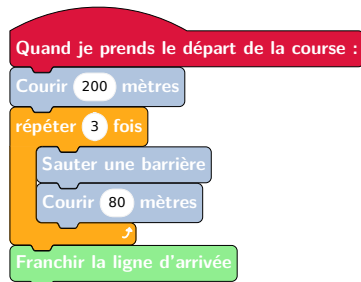 Quand je prends le départ de la course :
Courir 200 mètres
répéter 3 fois
Sauter une barrière
Courir 80 mètres
Franchir la ligne d'arrivée